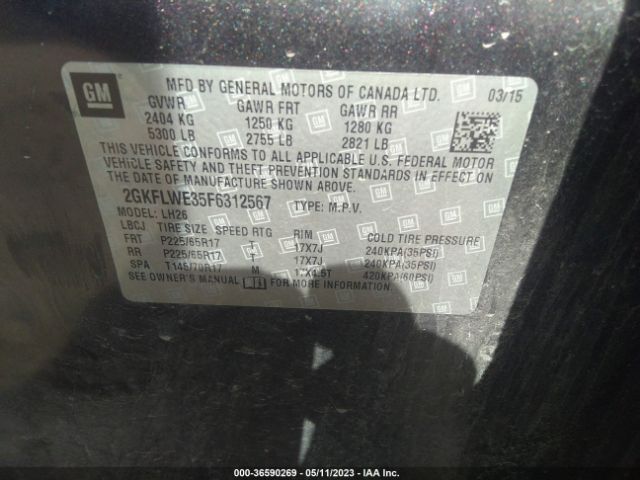 GM
MFD BY GENERAL MOTORS OF CANADA LTD. 03/15
GVWR GAWR FRT GAWR RR
2404 KG 1250 KG 1280 KG
5300 LB 2755 LB 2821 LB
THIS VEHICLE CONFORMS TO ALL APPLICABLE U.S. FEDERAL MOTOR
VEHICLE SAFETY AND THEFT PREVENTION STANDARDS IN EFFECT ON
THE DATE OF MANUFACTURE SHOWN ABOVE.
2GKFLWE35F6312567 TYPE: M.P.V.
MODEL: LH26
LBCJ TIRE SIZE SPEED RTG RIM COLD TIRE PRESSURE
FRT P225/65R17 T 17X7J 240KPA(35PSI)
RR P225/65R17 T 17X7J 240KPA(35PSI)
SPA T145/70R17 M 17X4.5T 420KPA(60PSI)
SEE OWNER'S MANUAL FOR MORE INFORMATION
000-36590269 - 05/11/2023 - IAA Inc.